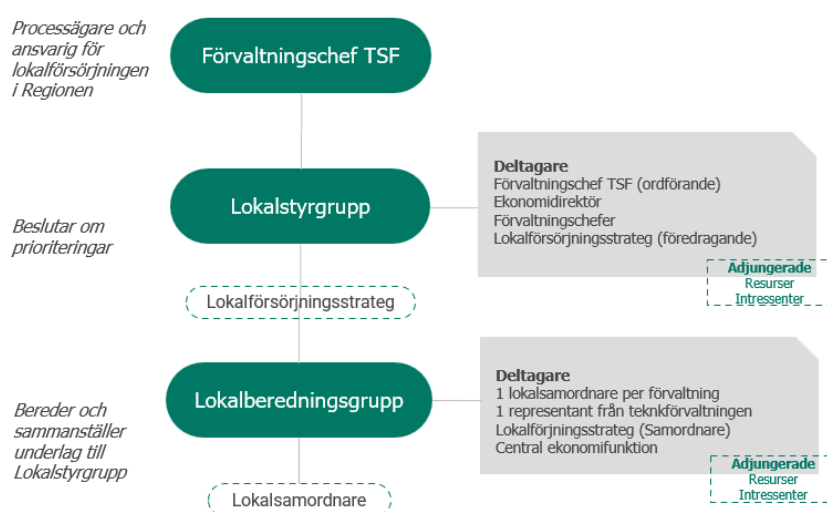 Processägare och
ansvarig för
lokalförsörjningen
i Regionen
Förvaltningschef TSF
Beslutar om
prioriteringar
Lokalstyrgrupp
Deltagare
Förvaltningschef TSF (ordförande)
Ekonomidirektör
Förvaltningschefer
Lokalförsörjningsstrateg (föredragande)
Adjungerade
Resurser
Intressenter
Lokalförsörjningsstrateg
Bereder och
sammanställer
underlag till
Lokalstyrgrupp
Lokalberedningsgrupp
Deltagare
1 lokalsamordnare per förvaltning
1 representant från teknkförvaltningen
Lokalförjningsstrateg (Samordnare)
Central ekonomifunktion
Adjungerade
Resurser
Intressenter
Lokalsamordnare